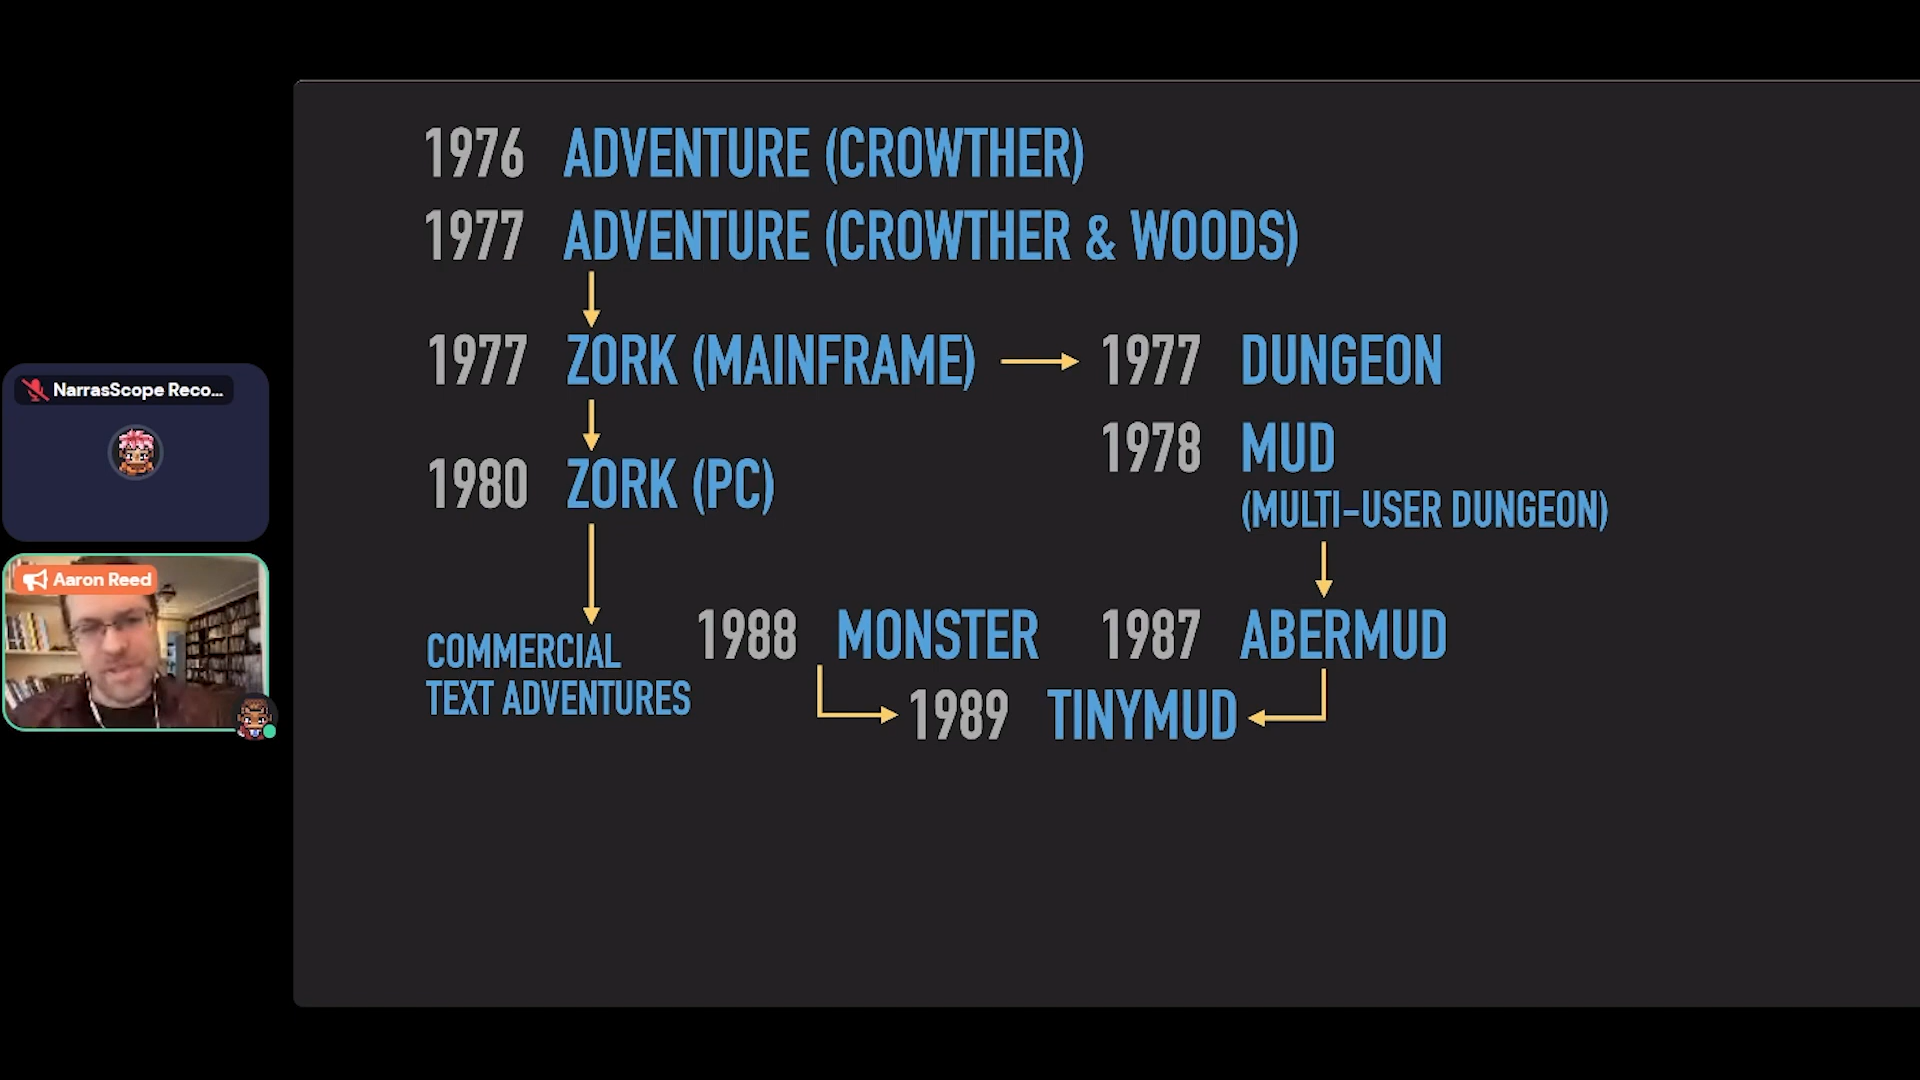 1976 ADVENTURE (CROWTHER)
1977 ADVENTURE (CROWTHER & WOODS)
1977 ZORK (MAINFRAME) 1977 DUNGEON
1978 MUD
(MULTI-USER DUNGEON)
1980 ZORK (PC)
1988 MONSTER 1987 ABERMUD
COMMERCIAL
TEXT ADVENTURES
1989 TINYMUD
NarrasScope Reco...
Aaron Reed